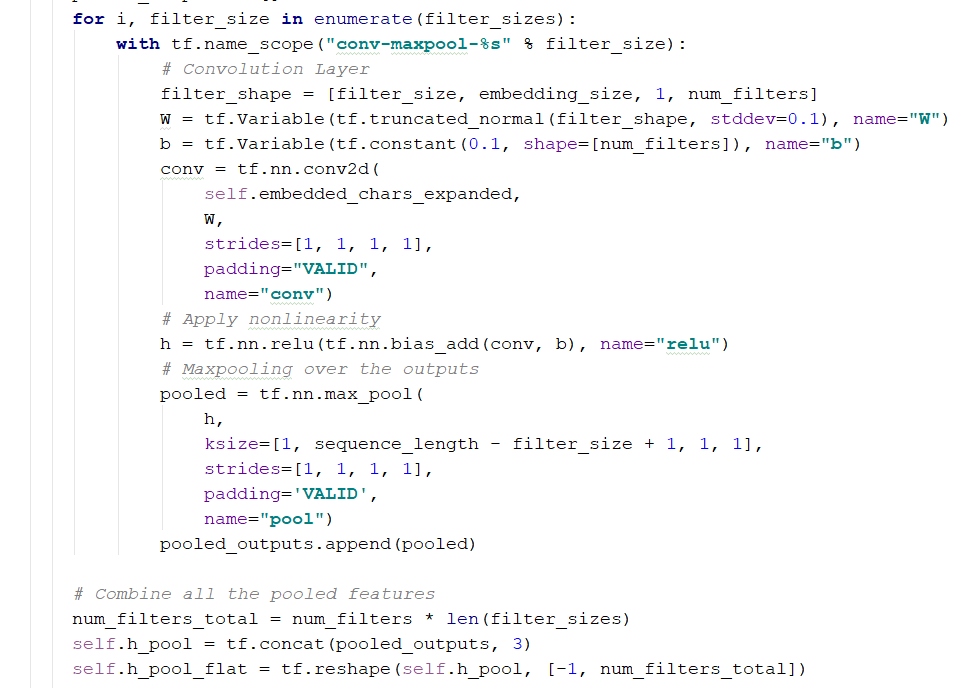 for i, filter_size in enumerate(filter_sizes):
with tf.name_scope("conv-maxpool-%s" % filter_size):
# Convolution Layer
filter_shape = [filter_size, embedding_size, 1, num_filters]
W = tf.Variable(tf.truncated_normal(filter_shape, stddev=0.1), name="W")
b = tf.Variable(tf.constant(0.1, shape=[num_filters]), name="b")
conv = tf.nn.conv2d(
self.embedded_chars_expanded,
W,
strides=[1, 1, 1, 1],
padding="VALID",
name="conv")
# Apply nonlinearity
h = tf.nn.relu(tf.nn.bias_add(conv, b), name="relu")
# Maxpooling over the outputs
pooled = tf.nn.max_pool(
h,
ksize=[1, sequence_length - filter_size + 1, 1, 1],
strides=[1, 1, 1, 1],
padding='VALID',
name="pool")
pooled_outputs.append(pooled)
# Combine all the pooled features
num_filters_total = num_filters * len(filter_sizes)
self.h_pool = tf.concat(pooled_outputs, 3)
self.h_pool_flat = tf.reshape(self.h_pool, [-1, num_filters_total])